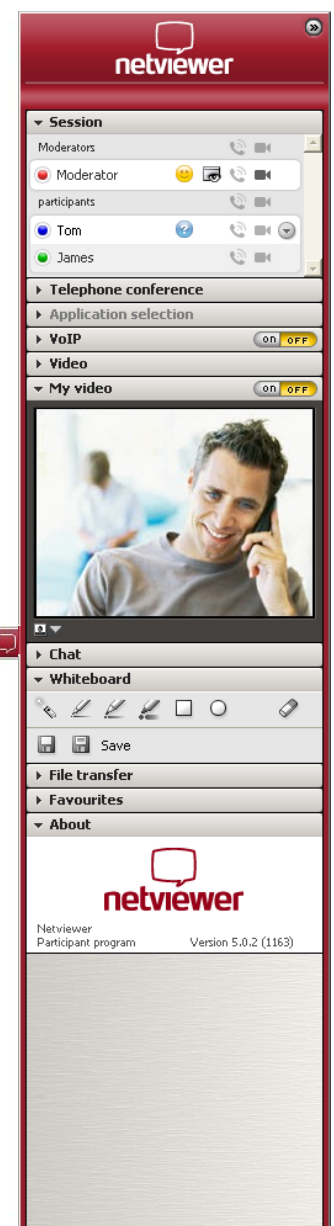 netviewer
Session
Moderators
Moderator
participants
Tom
James
Telephone conference
Application selection
VoIP on OFF
Video
My video on OFF
Chat
Whiteboard
Save
File transfer
Favourites
About
netviewer
Netviewer
Participant program Version 5.0.2 (1163)